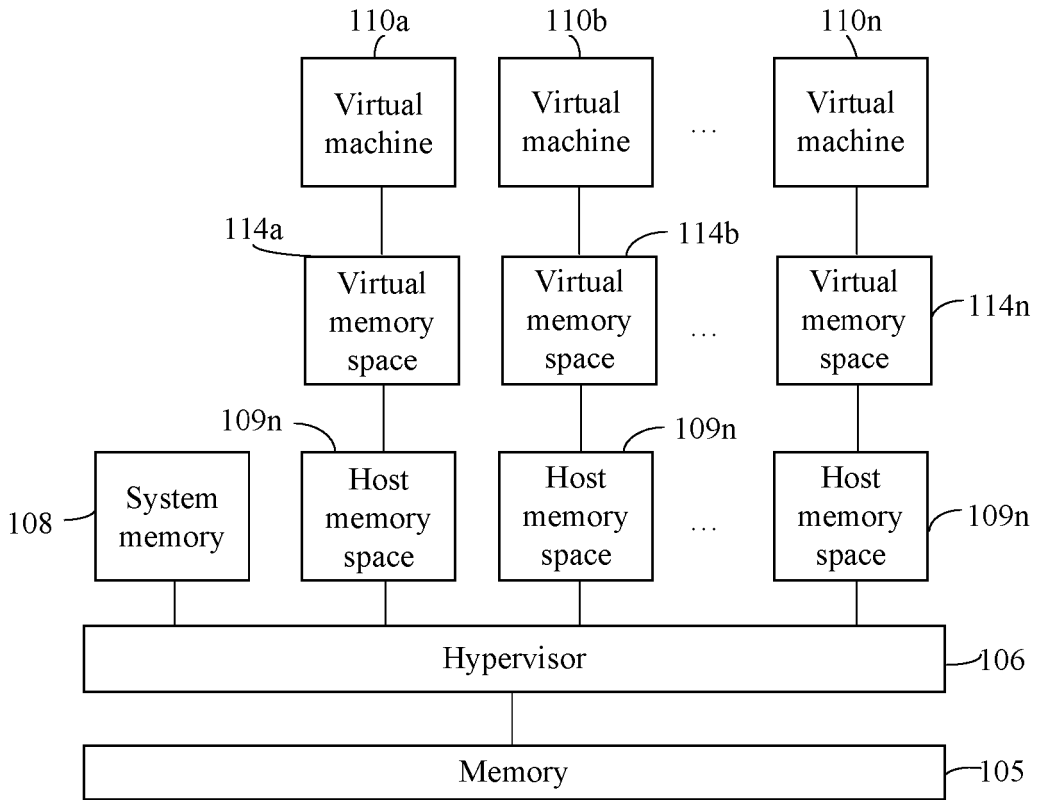 110a
110b
110n
Virtual
machine
Virtual
machine
...
Virtual
machine
114a
114b
114n
Virtual
memory
space
Virtual
memory
space
...
Virtual
memory
space
109n
109n
109n
108
System
memory
Host
memory
space
Host
memory
space
...
Host
memory
space
Hypervisor
106
Memory
105